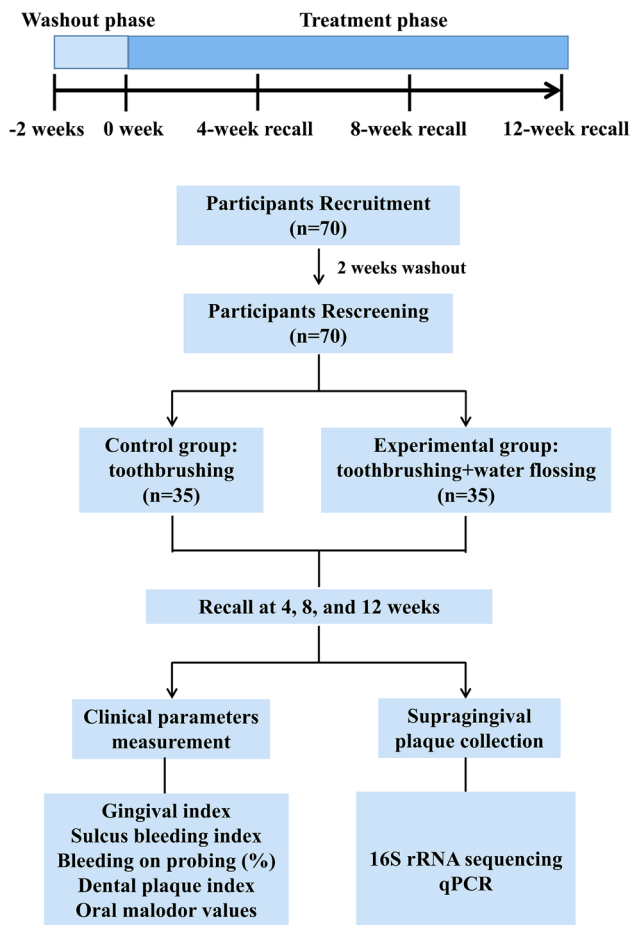 Washout phase
Treatment phase
-2 weeks
0 week
4-week recall
8-week recall
12-week recall
Participants Recruitment
(n=70)
2 weeks washout
Participants Rescreening
(n=70)
Control group:
toothbrushing
(n=35)
Experimental group:
toothbrushing+water flossing
(n=35)
Recall at 4, 8, and 12 weeks
Clinical parameters
measurement
Supragingival
plaque collection
Gingival index
Sulcus bleeding index
Bleeding on probing (%)
Dental plaque index
Oral malodor values
16S rRNA sequencing
qPCR